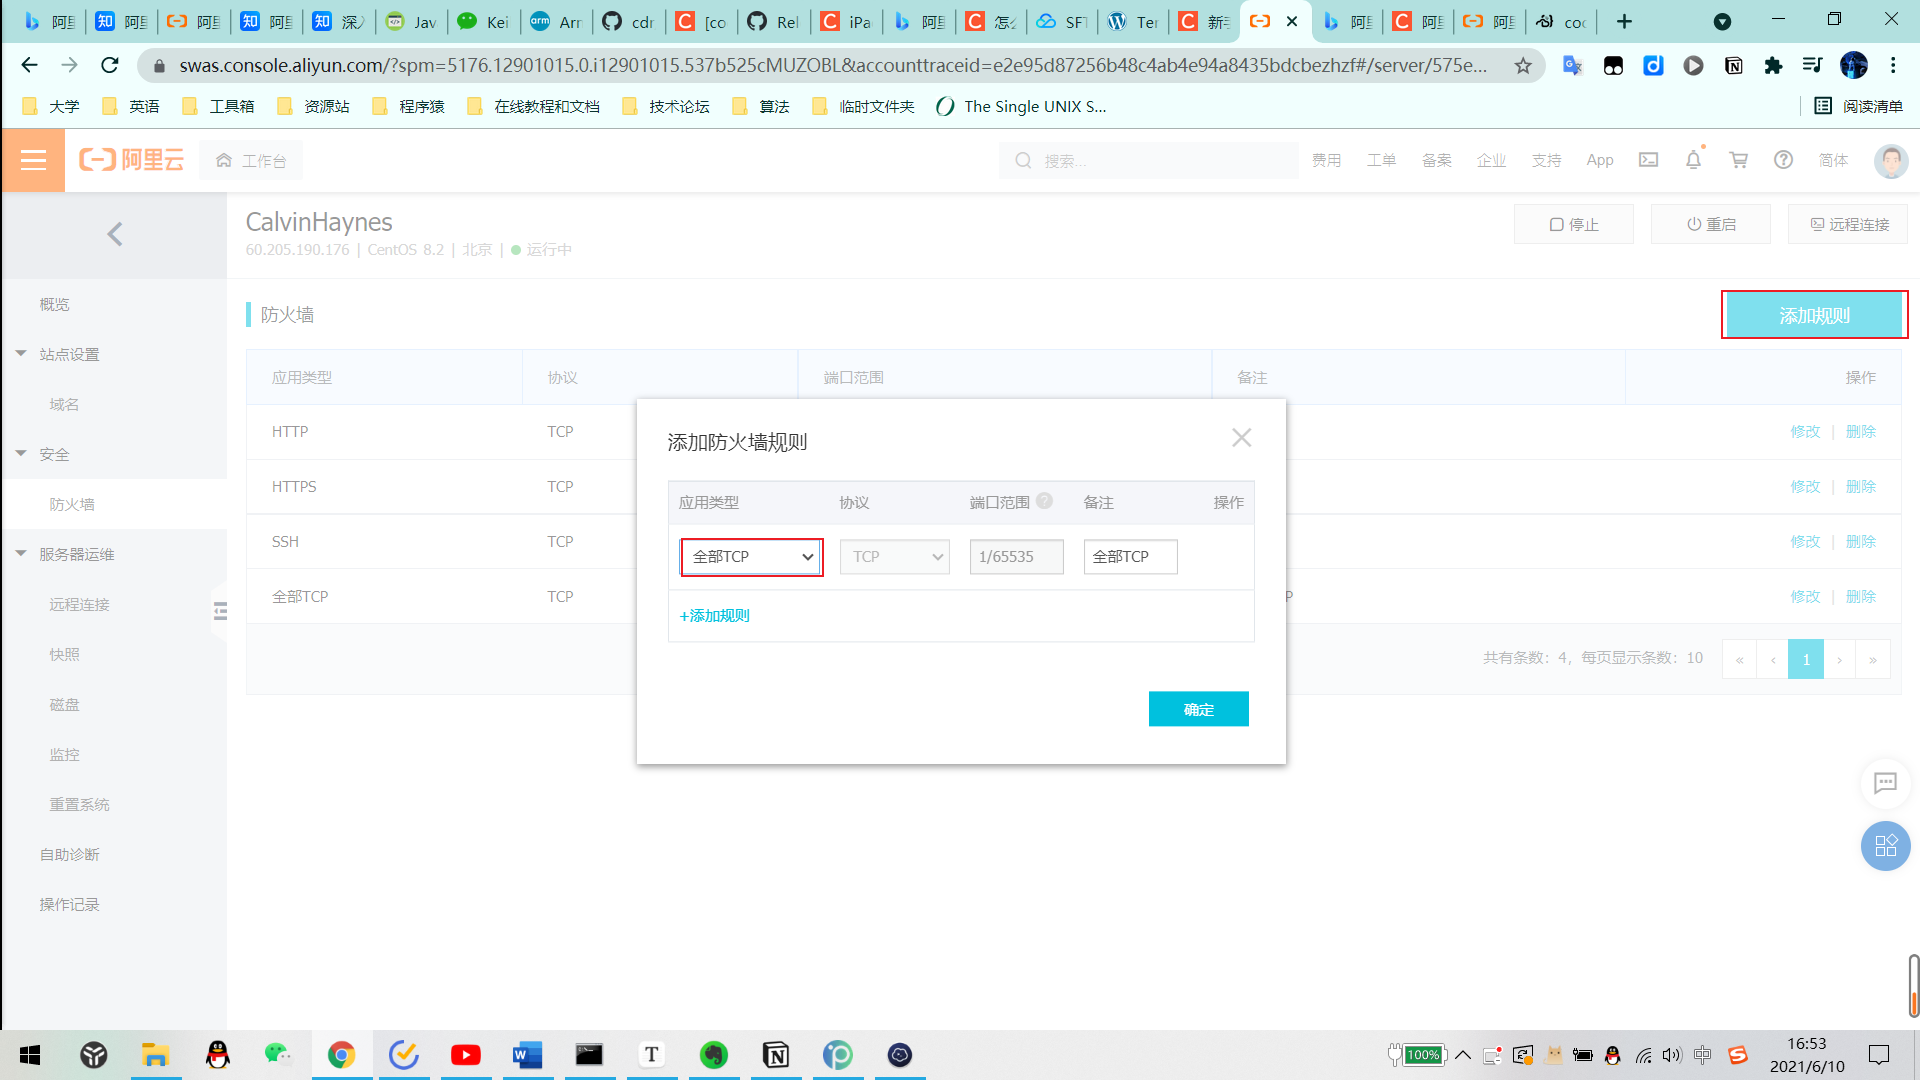 阿里 阿里 阿里 阿里 深入 Jav Kei Arr cdr [co Rel iPa 阿里 怎么 SFT Ter 新手 阿里 阿里 阿里 coc
swas.console.aliyun.com/?spm=5176.12901015.0.i12901015.537b525cMUZOBL&accounttraceid=e2e95d87256b48c4ab4e94a8435bdcbezhzf#/server/575e...
大学 英语 工具箱 资源站 程序猿 在线教程和文档 技术论坛 算法 临时文件夹 The Single UNIX S... 阅读清单
阿里云 工作台 搜索... 费用 工单 备案 企业 支持 App 简体
CalvinHaynes
60.205.190.176 | CentOS 8.2 | 北京 | 运行中
停止 重启 远程连接
概览
站点设置
域名
安全
防火墙
服务器运维
远程连接
快照
磁盘
监控
重置系统
自助诊断
操作记录
防火墙 添加规则
应用类型 协议 端口范围 备注 操作
HTTP TCP 修改 | 删除
HTTPS TCP 修改 | 删除
SSH TCP 修改 | 删除
全部TCP TCP P 修改 | 删除
共有条数：4，每页显示条数：10 « ‹ 1 › »
添加防火墙规则
应用类型 协议 端口范围 ? 备注 操作
全部TCP TCP 1/65535 全部TCP
+添加规则
确定
100% 中 16:53
2021/6/10